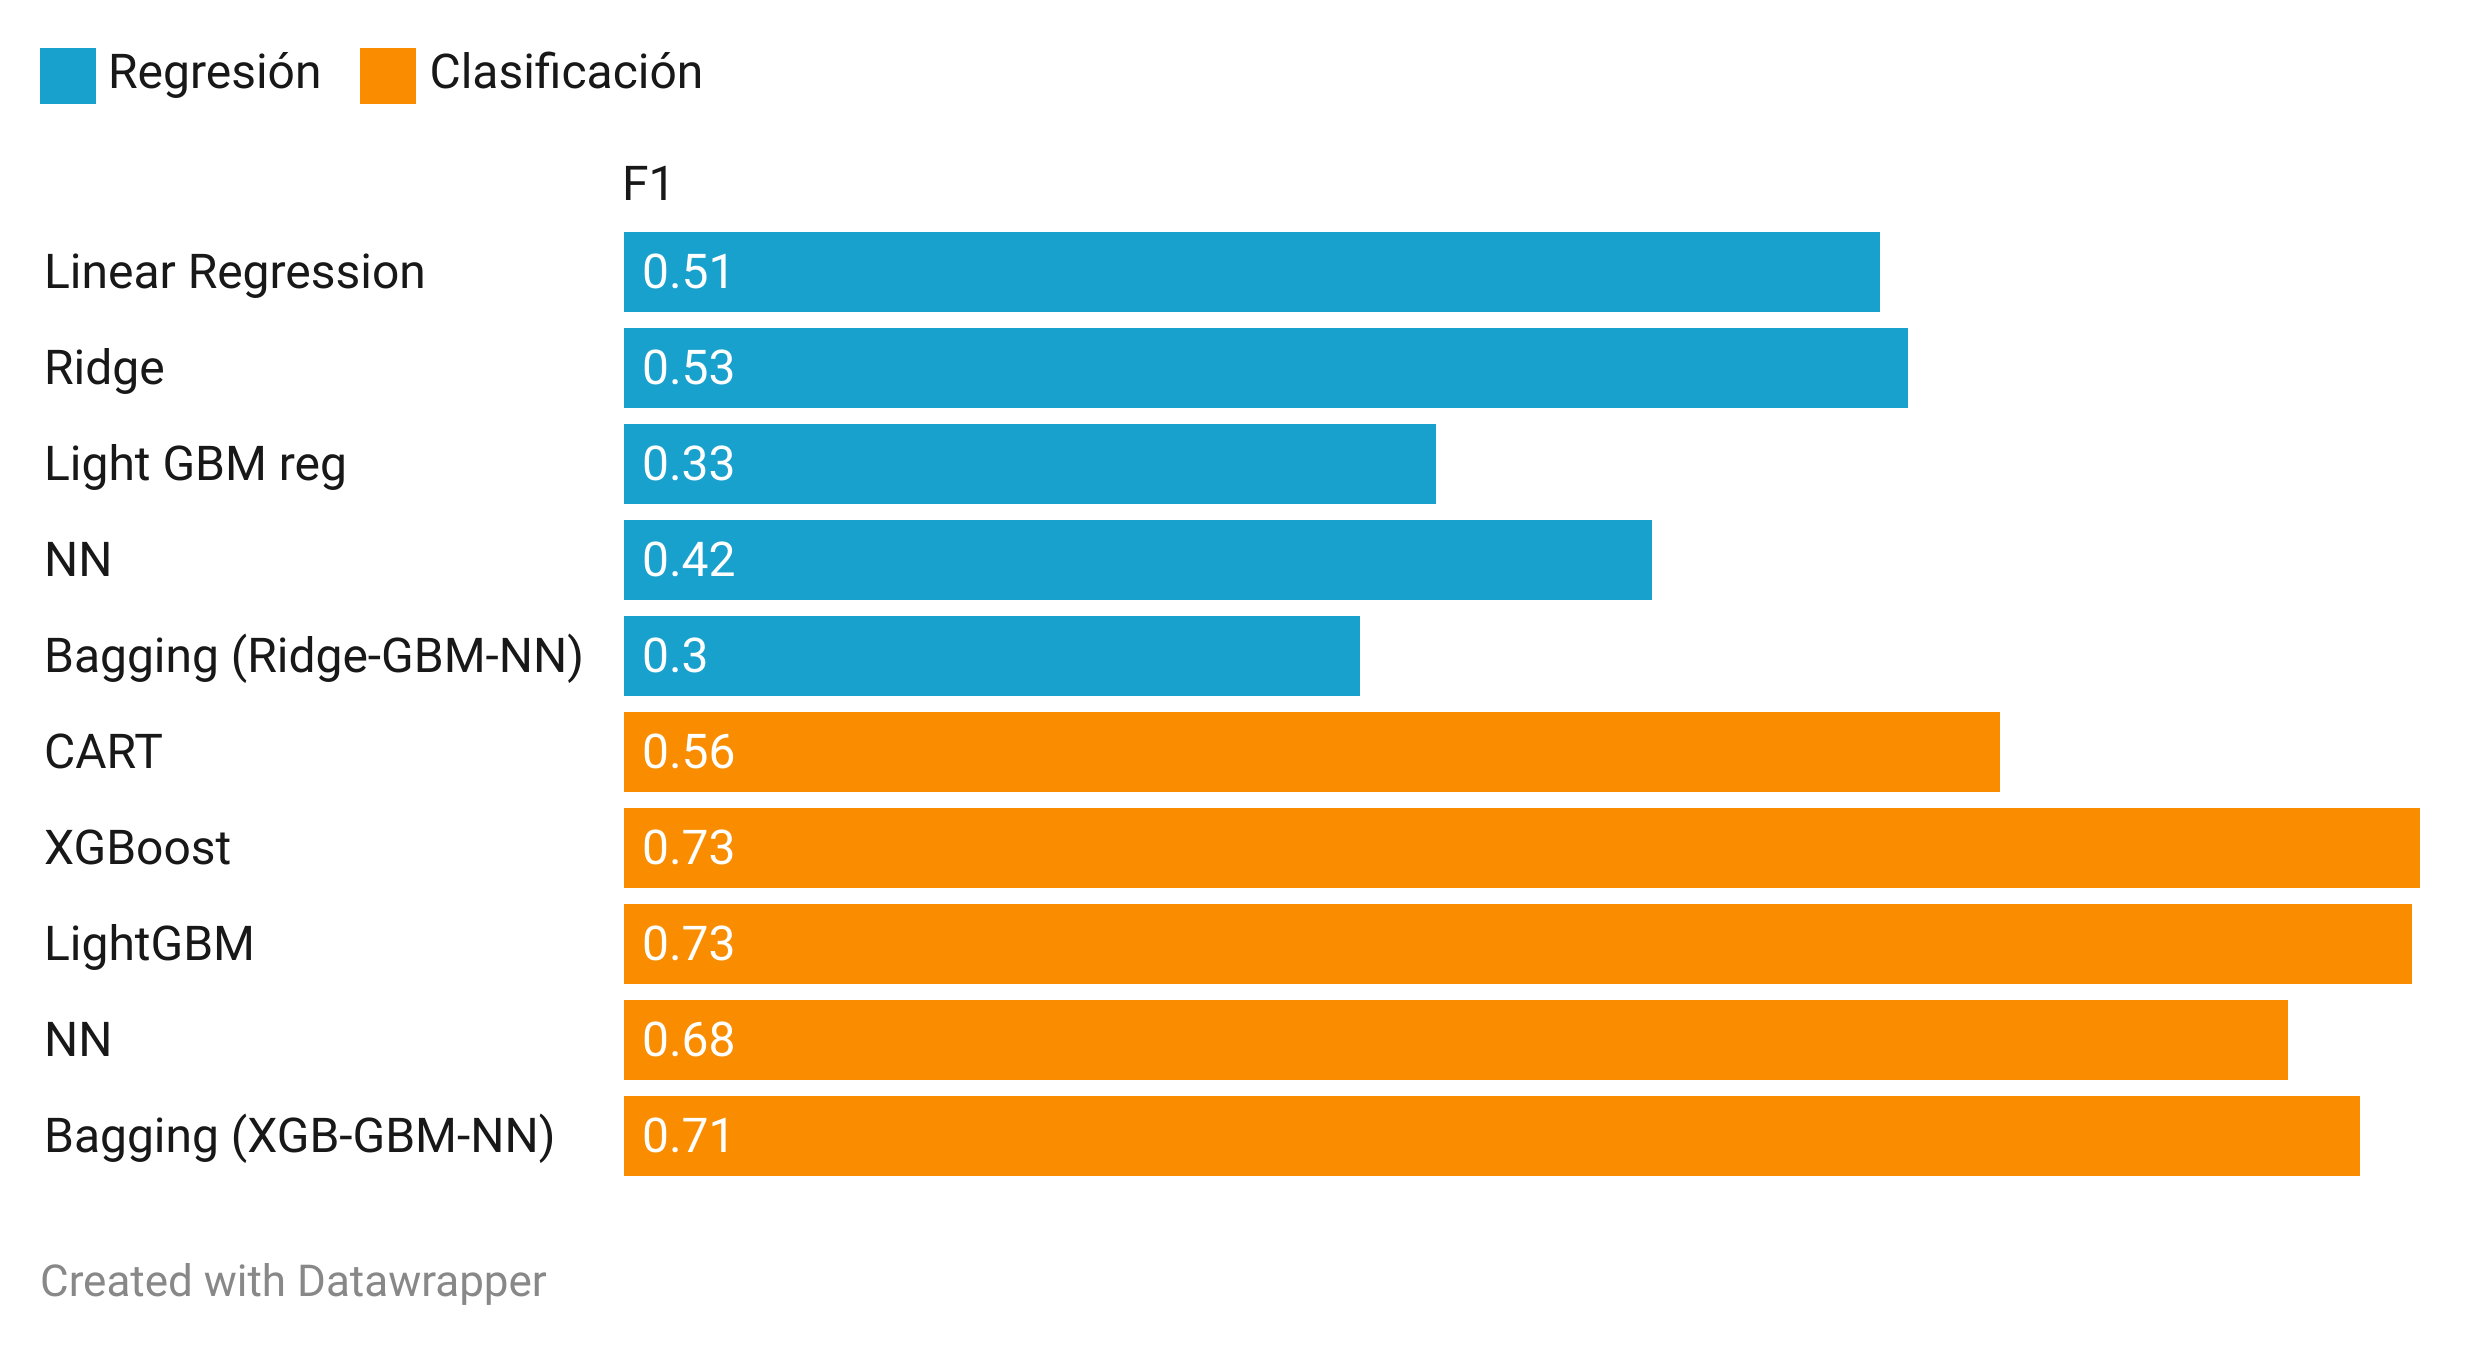 Regresión Clasificación
F1
Linear Regression 0.51
Ridge 0.53
Light GBM reg 0.33
NN 0.42
Bagging (Ridge-GBM-NN) 0.3
CART 0.56
XGBoost 0.73
LightGBM 0.73
NN 0.68
Bagging (XGB-GBM-NN) 0.71
Created with Datawrapper